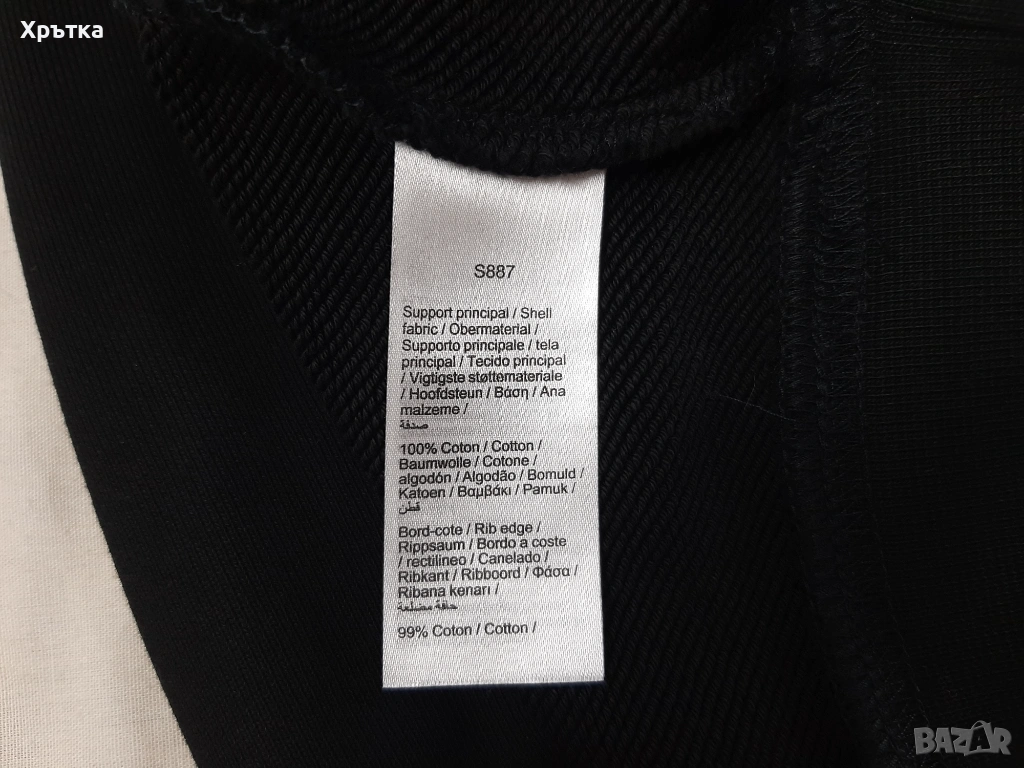 Хрътка
S887
Support principal / Shell
fabric / Obermaterial /
Supporto principale / tela
principal / Tecido principal
/ Vigtigste støttemateriale
/ Hoofdsteun / Βάση / Ana
malzeme /
صنفة
100% Coton / Cotton /
Baumwolle / Cotone /
algodón / Algodão / Bomuld /
Katoen / Βαμβάκι / Pamuk /
قطن
Bord-cote / Rib edge /
Rippsaum / Bordo a coste
/ rectilineo / Canelado /
Ribkant / Ribboord / Φάσα /
Ribana kenarı /
حافة مضلعة
99% Coton / Cotton /
BAZAR